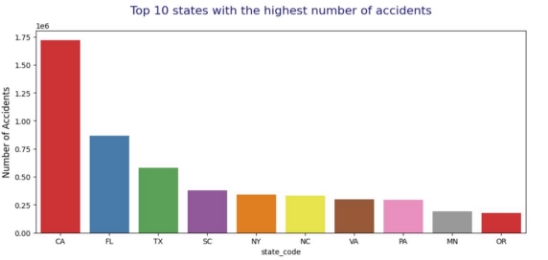 Top 10 states with the highest number of accidents
1e6
1.75
1.50
1.25
1.00
0.75
0.50
0.25
0.00
Number of Accidents
CA FL TX SC NY NC VA PA MN OR
state_code